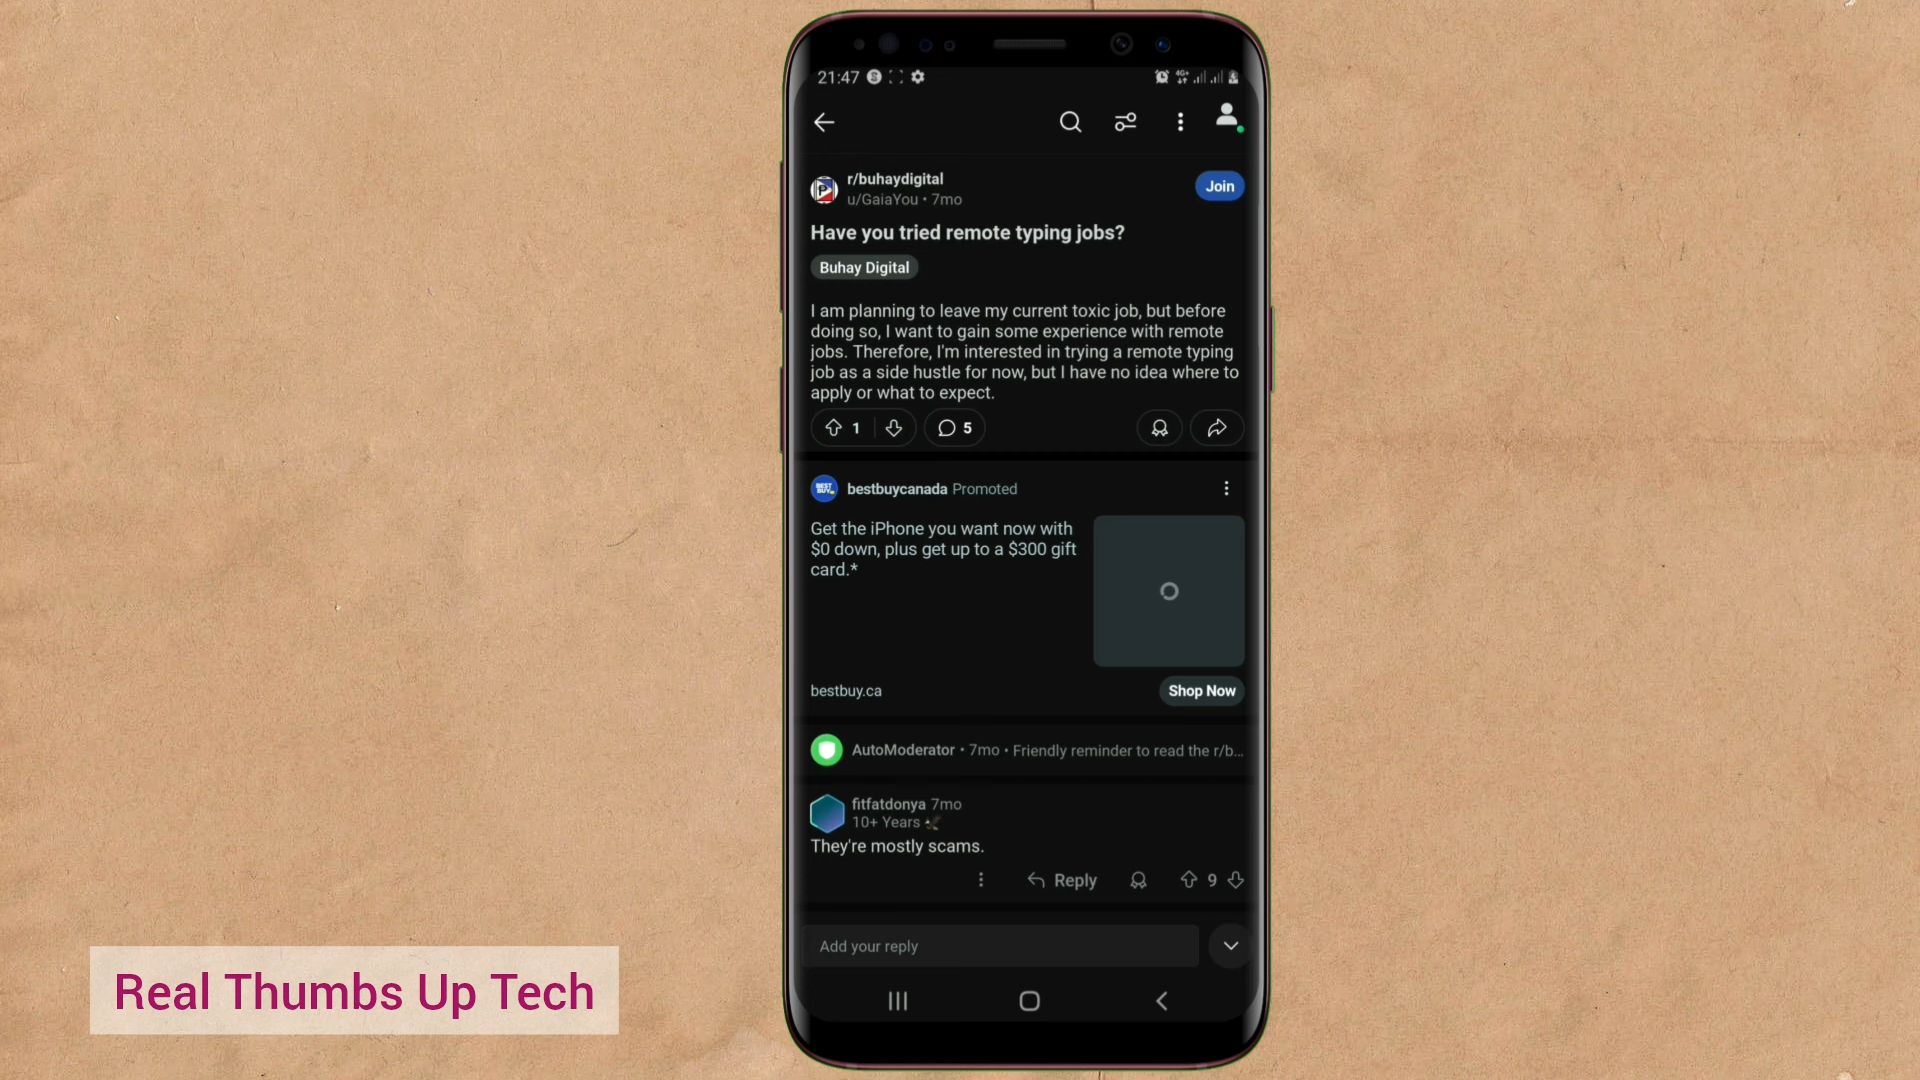 21:47
4G+
r/buhaydigital
u/GaiaYou • 7mo
Join
Have you tried remote typing jobs?
Buhay Digital
I am planning to leave my current toxic job, but before
doing so, I want to gain some experience with remote
jobs. Therefore, I'm interested in trying a remote typing
job as a side hustle for now, but I have no idea where to
apply or what to expect.
1
5
BEST BUY
bestbuycanada Promoted
Get the iPhone you want now with
$0 down, plus get up to a $300 gift
card.*
bestbuy.ca
Shop Now
AutoModerator • 7mo • Friendly reminder to read the r/b...
fitfatdonya 7mo
10+ Years
They're mostly scams.
Reply
9
Add your reply
Real Thumbs Up Tech